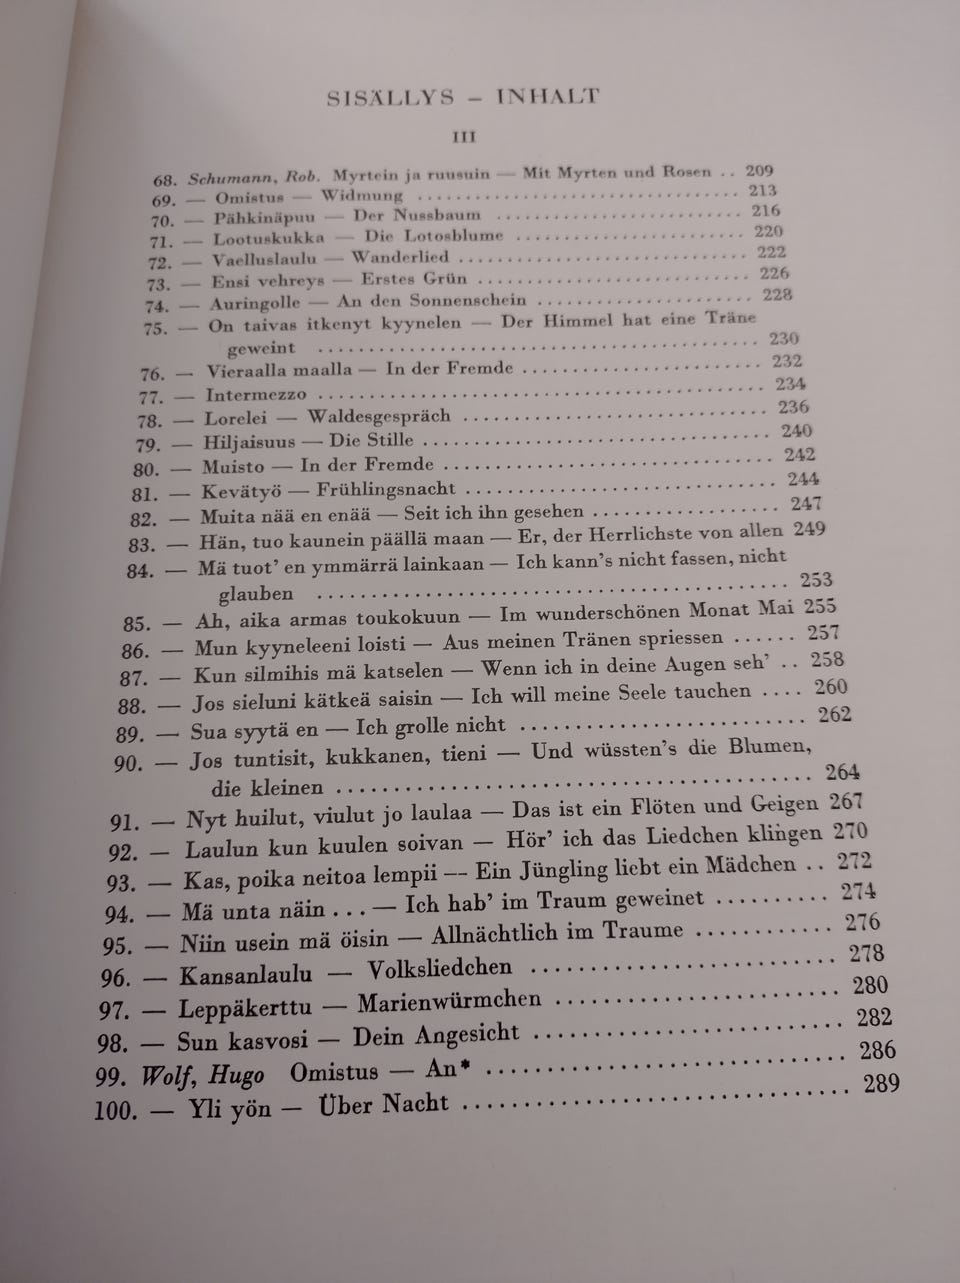 SISÄLLYS – INHALT
III
68. Schumann, Rob. Myrtein ja ruusuin — Mit Myrten und Rosen .. 209
69. — Omistus — Widmung ................................ 213
70. — Pähkinäpuu — Der Nussbaum ........................ 216
71. — Lootuskukka — Die Lotosblume ...................... 220
72. — Vaelluslaulu — Wanderlied ............................ 222
73. — Ensi vehreys — Erstes Grün .......................... 226
74. — Auringolle — An den Sonnenschein .................... 228
75. — On taivas itkenyt kyynelen — Der Himmel hat eine Träne
geweint ............................................ 230
76. — Vieraalla maalla — In der Fremde ...................... 232
77. — Intermezzo .......................................... 234
78. — Lorelei — Waldesgespräch ............................ 236
79. — Hiljaisuus — Die Stille ................................ 240
80. — Muisto — In der Fremde .............................. 242
81. — Kevätyö — Frühlingsnacht ............................ 244
82. — Muita nää en enää — Seit ich ihn gesehen ................ 247
83. — Hän, tuo kaunein päällä maan — Er, der Herrlichste von allen 249
84. — Mä tuot' en ymmärrä lainkaan — Ich kann's nicht fassen, nicht
glauben ............................................ 253
85. — Ah, aika armas toukokuun — Im wunderschönen Monat Mai 255
86. — Mun kyyneleeni loisti — Aus meinen Tränen spriessen ...... 257
87. — Kun silmihis mä katselen — Wenn ich in deine Augen seh' .. 258
88. — Jos sieluni kätkeä saisin — Ich will meine Seele tauchen .... 260
89. — Sua syytä en — Ich grolle nicht .......................... 262
90. — Jos tuntisit, kukkanen, tieni — Und wüssten's die Blumen,
die kleinen .......................................... 264
91. — Nyt huilut, viulut jo laulaa — Das ist ein Flöten und Geigen 267
92. — Laulun kun kuulen soivan — Hör' ich das Liedchen klingen 270
93. — Kas, poika neitoa lempii — Ein Jüngling liebt ein Mädchen .. 272
94. — Mä unta näin ... — Ich hab' im Traum geweinet .......... 274
95. — Niin usein mä öisin — Allnächtlich im Traume ............ 276
96. — Kansanlaulu — Volksliedchen .......................... 278
97. — Leppäkerttu — Marienwürmchen ........................ 280
98. — Sun kasvosi — Dein Angesicht .......................... 282
99. Wolf, Hugo Omistus — An* .............................. 286
100. — Yli yön — Über Nacht ................................ 289